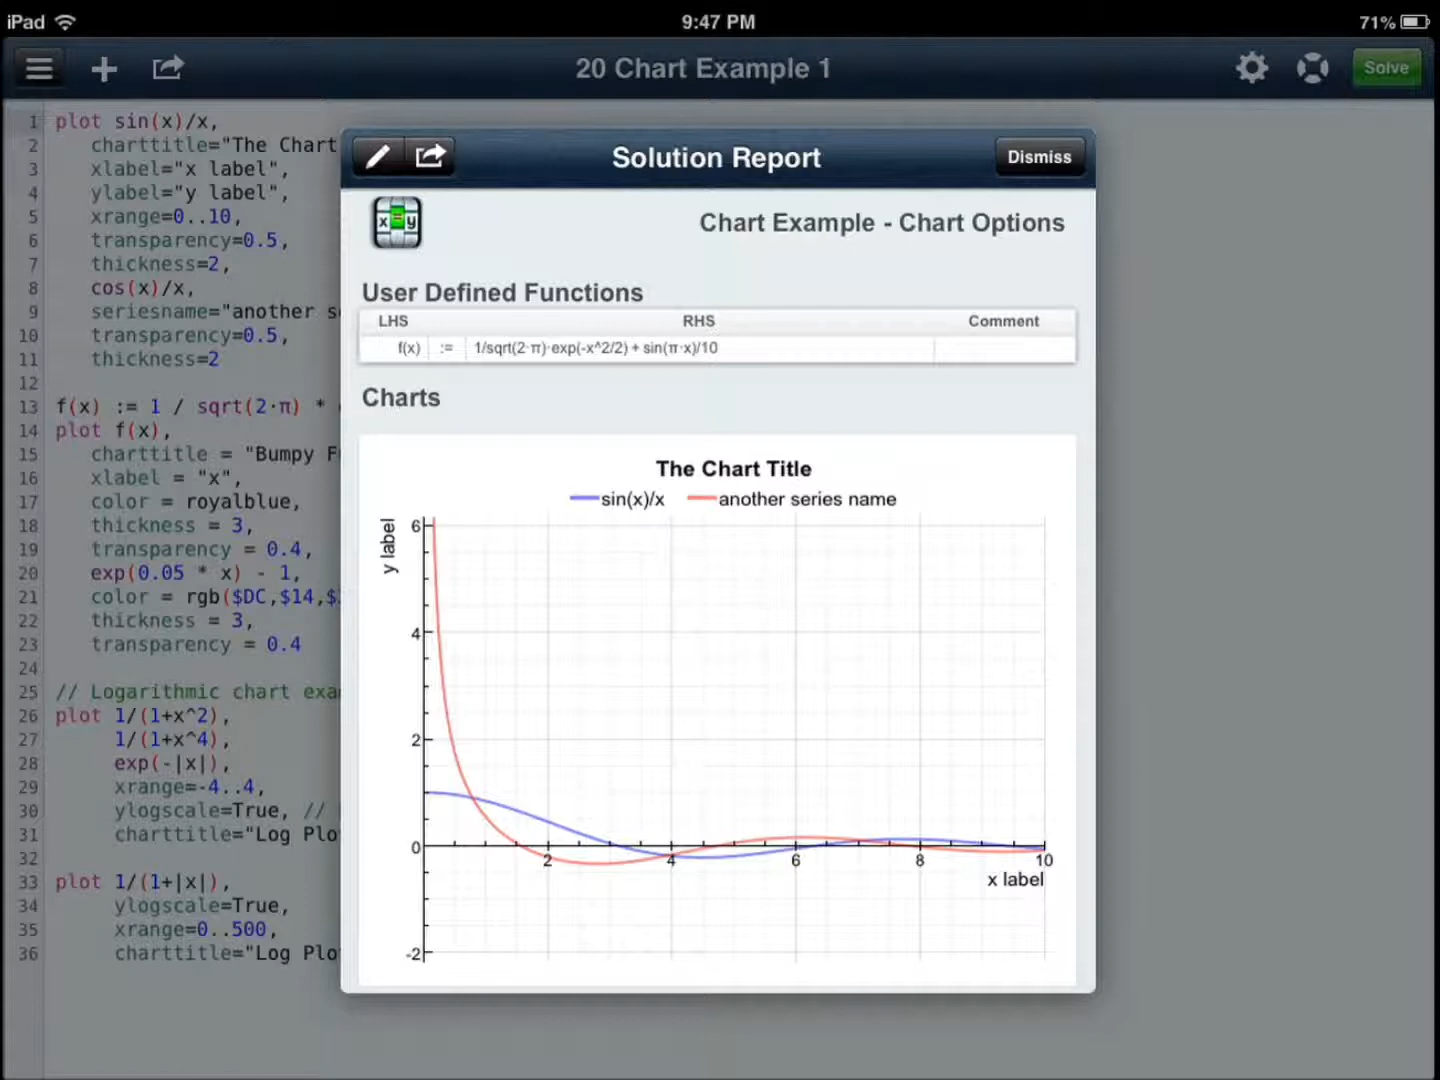 iPad
9:47 PM
71%
20 Chart Example 1
Solve
1 plot sin(x)/x,
2 charttitle="The Chart
3 xlabel="x label",
4 ylabel="y label",
5 xrange=0..10,
6 transparency=0.5,
7 thickness=2,
8 cos(x)/x,
9 seriesname="another s
10 transparency=0.5,
11 thickness=2
12
13 f(x) := 1 / sqrt(2·π) *
14 plot f(x),
15 charttitle = "Bumpy F
16 xlabel = "x",
17 color = royalblue,
18 thickness = 3,
19 transparency = 0.4,
20 exp(0.05 * x) - 1,
21 color = rgb($DC,$14,$
22 thickness = 3,
23 transparency = 0.4
24
25 // Logarithmic chart exa
26 plot 1/(1+x^2),
27 1/(1+x^4),
28 exp(-|x|),
29 xrange=-4..4,
30 ylogscale=True, //
31 charttitle="Log Plo
32
33 plot 1/(1+|x|),
34 ylogscale=True,
35 xrange=0..500,
36 charttitle="Log Plo
Solution Report
Dismiss
x=y
Chart Example - Chart Options
User Defined Functions
LHS RHS Comment
f(x) := 1/sqrt(2·π)·exp(-x^2/2) + sin(π·x)/10
Charts
The Chart Title
sin(x)/x another series name
y label
6
4
2
0
-2
2 4 6 8 10
x label